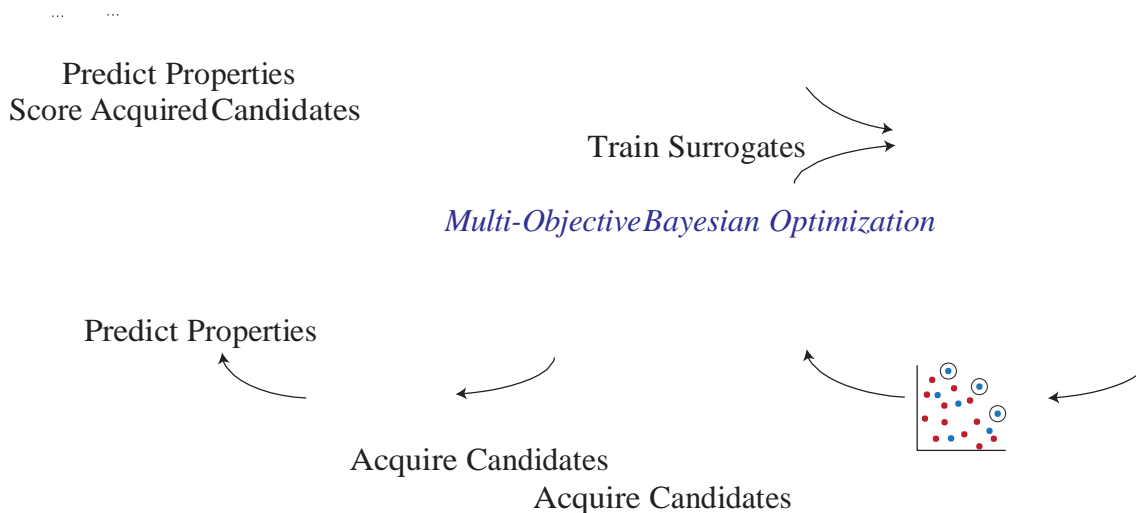 ... ...
Predict Properties
Score Acquired Candidates
Train Surrogates
Multi-Objective Bayesian Optimization
Predict Properties
Acquire Candidates
Acquire Candidates